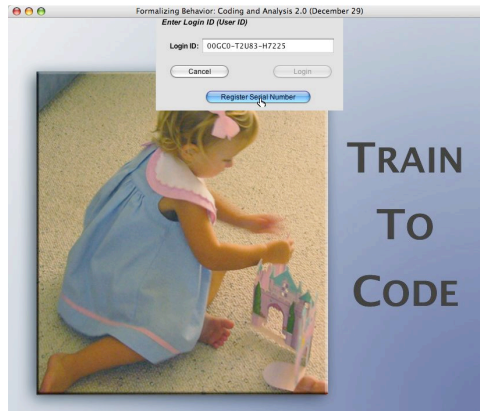 Formalizing Behavior: Coding and Analysis 2.0 (December 29)
Enter Login ID (User ID)
Login ID: 00GC0-T2U83-H7225
Cancel Login
Register Serial Number
TRAIN
TO
CODE